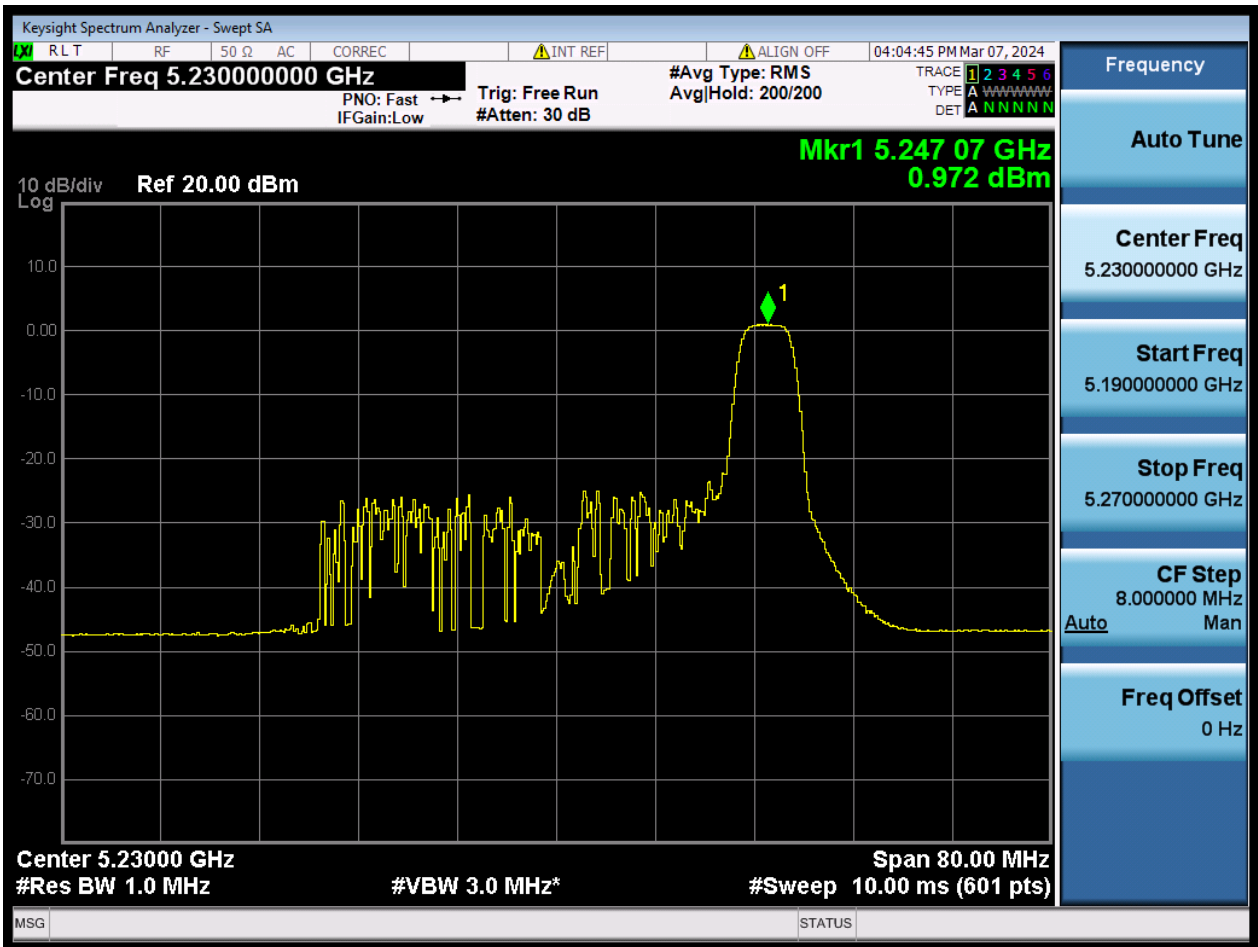 Keysight Spectrum Analyzer - Swept SA
LXI RLT RF 50 Ω AC CORREC INT REF ALIGN OFF 04:04:45 PM Mar 07, 2024
Center Freq 5.230000000 GHz
PNO: Fast
IFGain:Low
Trig: Free Run
#Atten: 30 dB
#Avg Type: RMS
Avg|Hold: 200/200
TRACE 1 2 3 4 5 6
TYPE A WWWWW
DET A N N N N N
Mkr1 5.247 07 GHz
0.972 dBm
10 dB/div Ref 20.00 dBm
Log
10.0
0.00
-10.0
-20.0
-30.0
-40.0
-50.0
-60.0
-70.0
1
Center 5.23000 GHz Span 80.00 MHz
#Res BW 1.0 MHz #VBW 3.0 MHz* #Sweep 10.00 ms (601 pts)
MSG STATUS
Frequency
Auto Tune
Center Freq
5.230000000 GHz
Start Freq
5.190000000 GHz
Stop Freq
5.270000000 GHz
CF Step
8.000000 MHz
Auto Man
Freq Offset
0 Hz